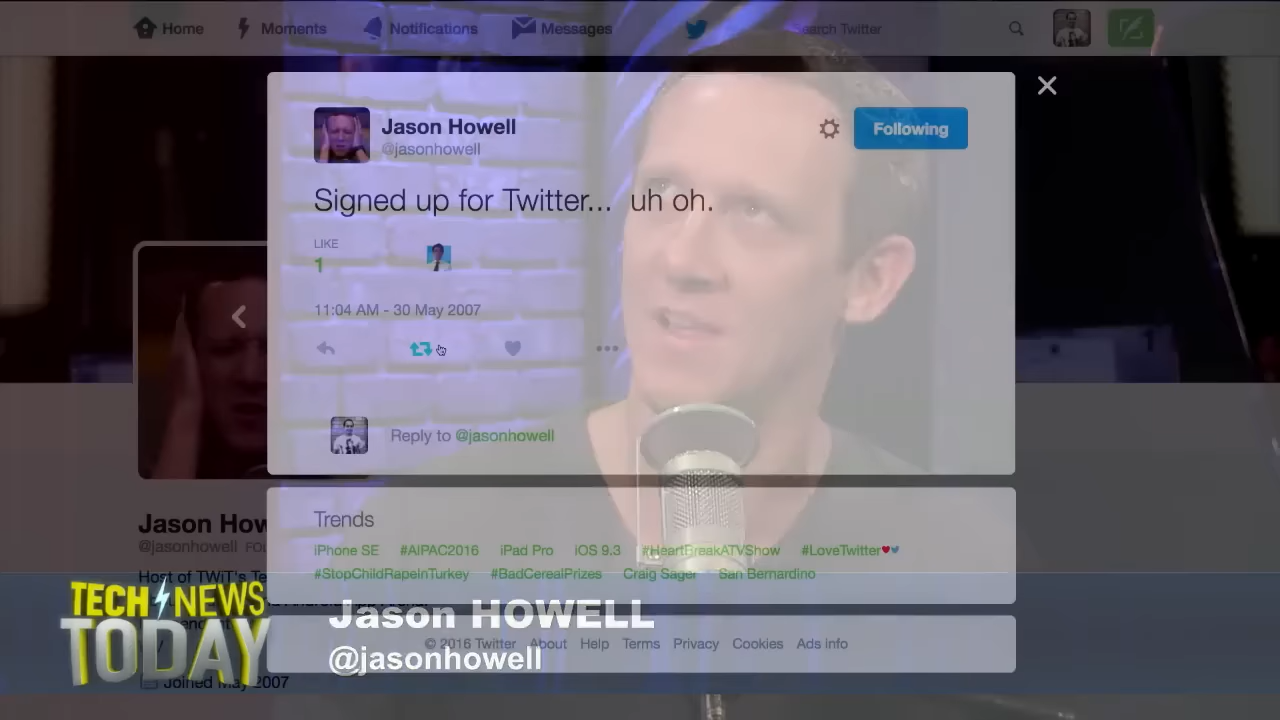 Home Moments Notifications Messages Search Twitter
Jason Howell
@jasonhowell
Following
Signed up for Twitter... uh oh.
LIKE
1
11:04 AM - 30 May 2007
Reply to @jasonhowell
Trends
iPhone SE #AIPAC2016 iPad Pro iOS 9.3 #HeartBreakATVShow #LoveTwitter
#StopChildRapeInTurkey #BadCerealPrizes Craig Sager San Bernardino
© 2016 Twitter About Help Terms Privacy Cookies Ads info
Jason How
@jasonhowell
Host of TWiT's Te
Joined May 2007
TECH NEWS
TODAY
Jason HOWELL
@jasonhowell